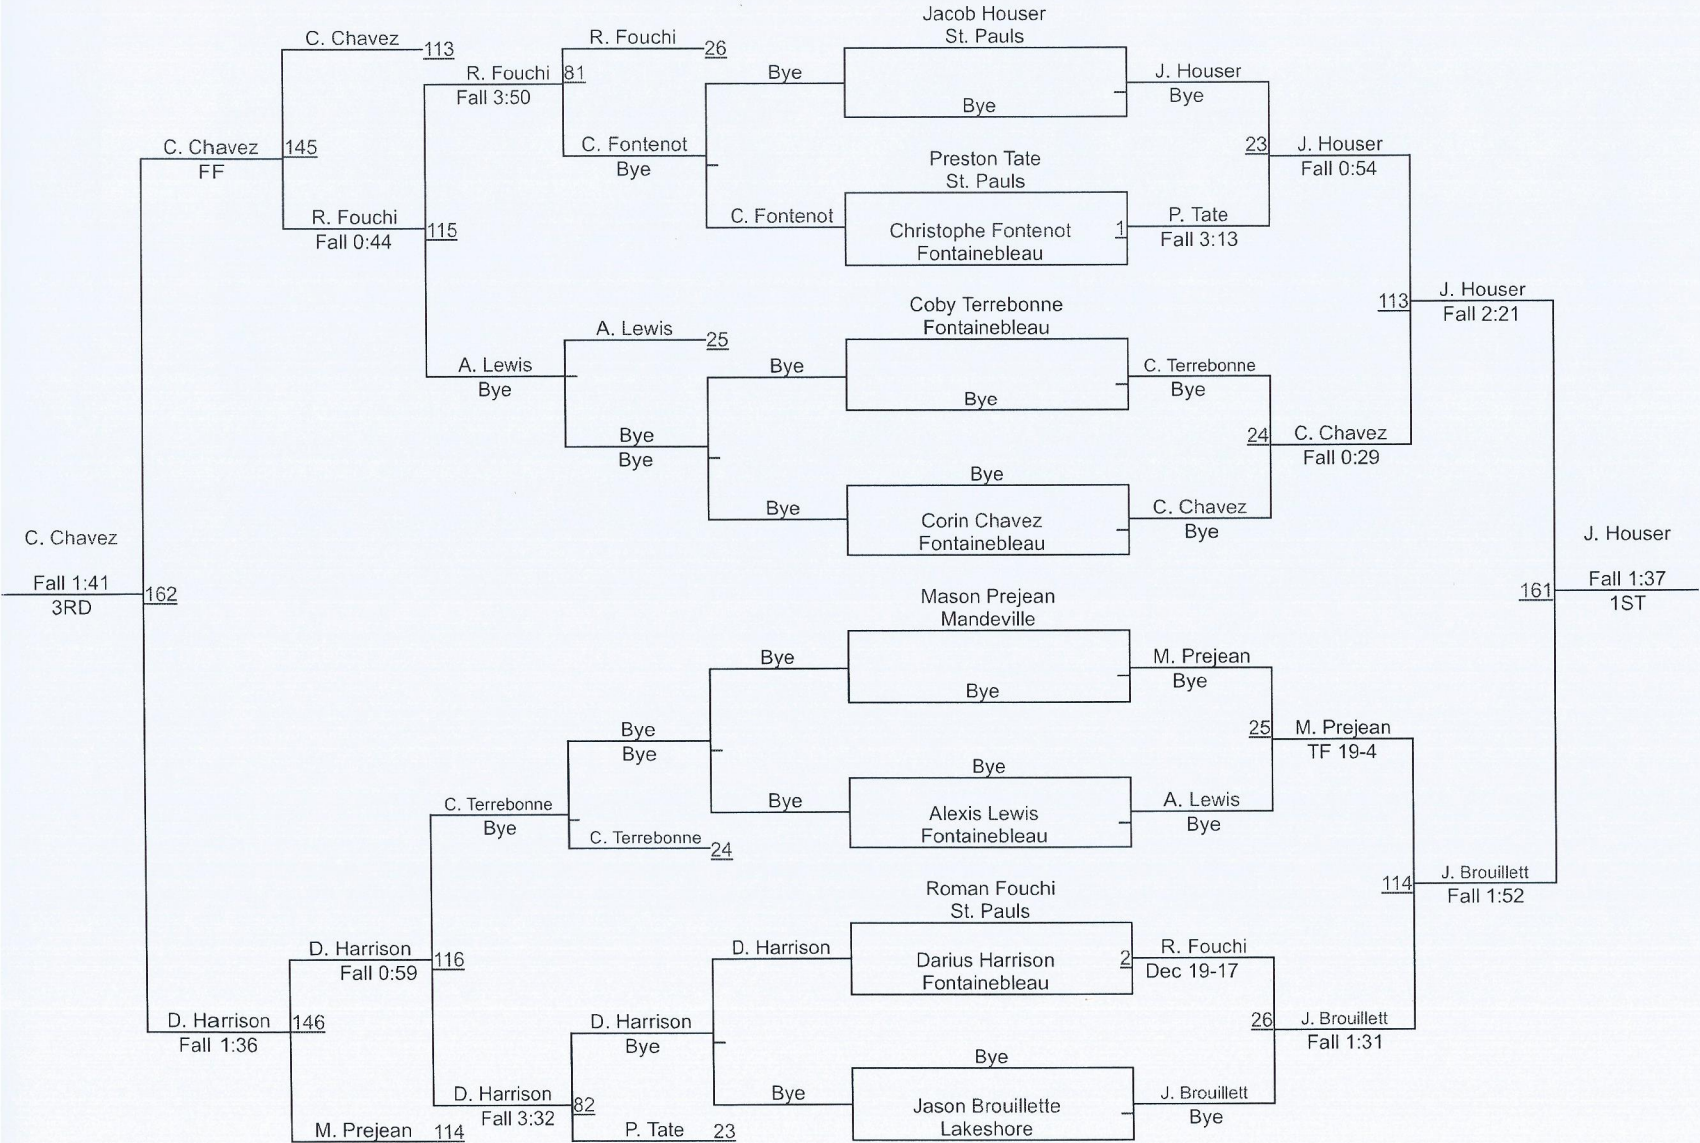 Jacob Houser
St. Pauls
C. Chavez
113
R. Fouchi
26
R. Fouchi
81
Fall 3:50
Bye
Bye
J. Houser
Bye
C. Chavez
FF
145
C. Fontenot
Bye
Preston Tate
St. Pauls
23
J. Houser
Fall 0:54
R. Fouchi
Fall 0:44
115
C. Fontenot
Christophe Fontenot
Fontainebleau
1
P. Tate
Fall 3:13
Coby Terrebonne
Fontainebleau
113
J. Houser
Fall 2:21
A. Lewis
25
A. Lewis
Bye
Bye
Bye
C. Terrebonne
Bye
Bye
Bye
24
C. Chavez
Fall 0:29
Bye
Bye
Corin Chavez
Fontainebleau
C. Chavez
Bye
C. Chavez
Fall 1:41
3RD
162
J. Houser
161
Fall 1:37
1ST
Mason Prejean
Mandeville
Bye
Bye
M. Prejean
Bye
Bye
Bye
25
M. Prejean
TF 19-4
Bye
C. Terrebonne
Bye
Bye
Alexis Lewis
Fontainebleau
A. Lewis
Bye
C. Terrebonne
24
114
J. Brouillett
Fall 1:52
Roman Fouchi
St. Pauls
D. Harrison
Fall 0:59
116
D. Harrison
Darius Harrison
Fontainebleau
2
R. Fouchi
Dec 19-17
D. Harrison
Fall 1:36
146
D. Harrison
Bye
26
J. Brouillett
Fall 1:31
Bye
D. Harrison
Fall 3:32
82
Bye
Jason Brouillette
Lakeshore
J. Brouillett
Bye
M. Prejean
114
P. Tate
23